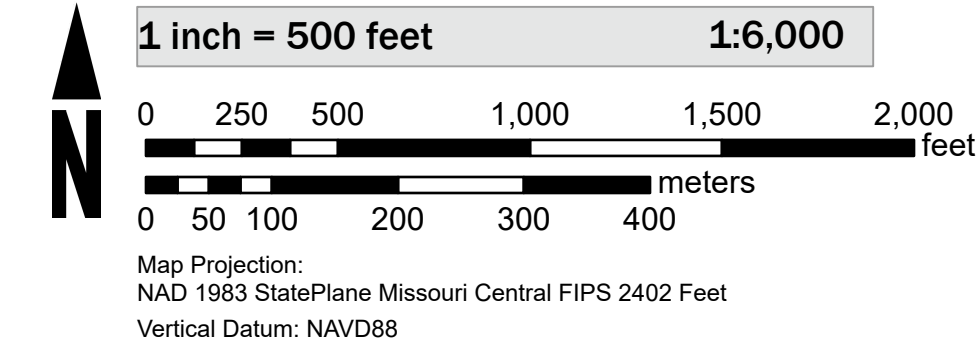 N
1 inch = 500 feet 1:6,000
0 250 500 1,000 1,500 2,000
feet
meters
0 50 100 200 300 400
Map Projection:
NAD 1983 StatePlane Missouri Central FIPS 2402 Feet
Vertical Datum: NAVD88